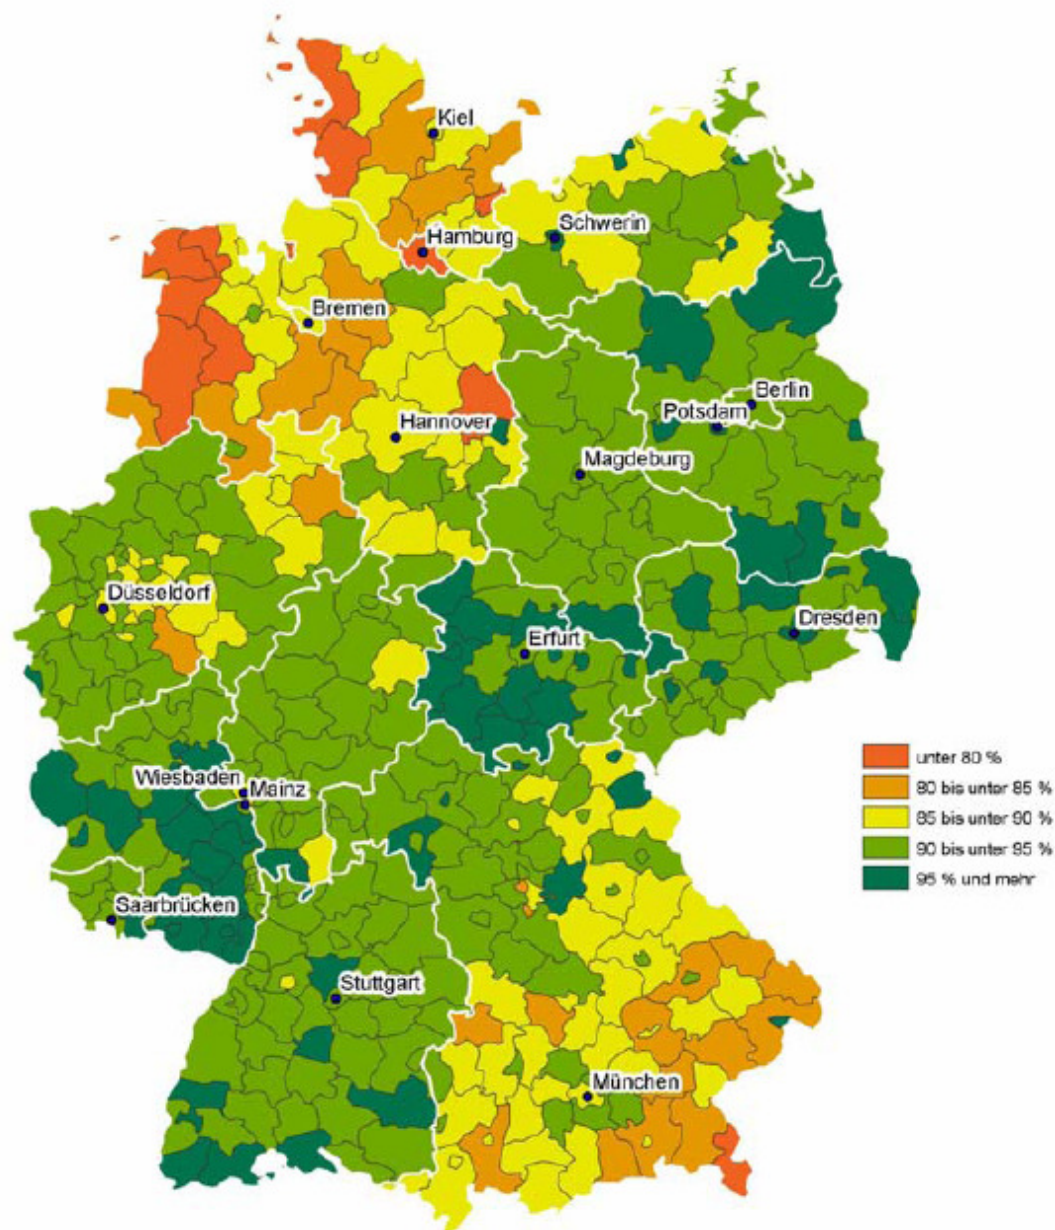 Kiel
Schwerin
Hamburg
Bremen
Berlin
Potsdam
Hannover
Magdeburg
Düsseldorf
Dresden
Erfurt
unter 80 %
80 bis unter 85 %
85 bis unter 90 %
90 bis unter 95 %
95 % und mehr
Wiesbaden
Mainz
Saarbrücken
Stuttgart
München